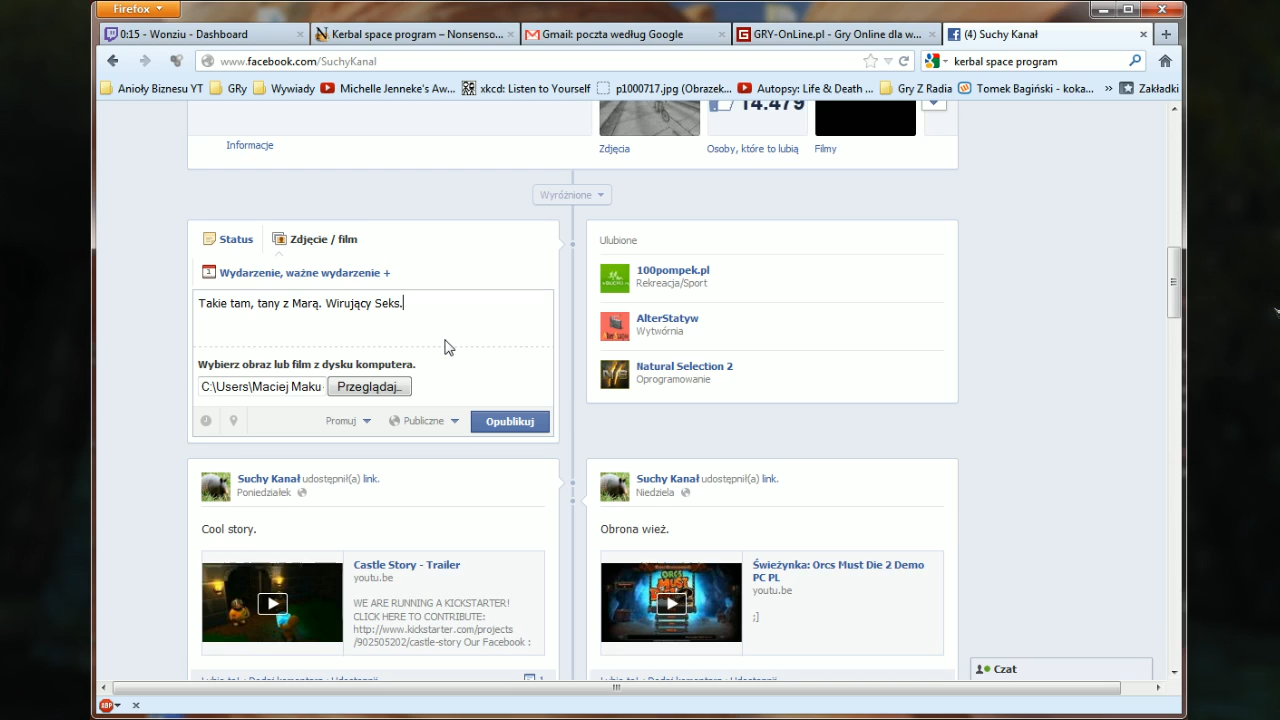 Firefox
0:15 - Wonziu - Dashboard
Kerbal space program – Nonsenso...
Gmail: poczta według Google
GRY-OnLine.pl - Gry Online dla w...
(4) Suchy Kanał
www.facebook.com/SuchyKanal
kerbal space program
Anioły Biznesu YT
GRy
Wywiady
Michelle Jenneke's Aw...
xkcd: Listen to Yourself
p1000717.jpg (Obrazek...
Autopsy: Life & Death ...
Gry Z Radia
Tomek Bagiński - koka...
Zakładki
14.479
Informacje
Zdjęcia
Osoby, które to lubią
Filmy
Wyróżnione
Status
Zdjęcie / film
Wydarzenie, ważne wydarzenie +
Takie tam, tany z Marą. Wirujący Seks.
Wybierz obraz lub film z dysku komputera.
C:\Users\Maciej Maku
Przeglądaj...
Promuj
Publiczne
Opublikuj
Ulubione
100pompek.pl
Rekreacja/Sport
AlterStatyw
Wytwórnia
Natural Selection 2
Oprogramowanie
Suchy Kanał udostępnił(a) link.
Poniedziałek
Cool story.
Castle Story - Trailer
youtu.be
WE ARE RUNNING A KICKSTARTER!
CLICK HERE TO CONTRIBUTE:
http://www.kickstarter.com/projects
/902505202/castle-story Our Facebook :
Suchy Kanał udostępnił(a) link.
Niedziela
Obrona wież.
ORCS MUST DIE
Świeżynka: Orcs Must Die 2 Demo
PC PL
youtu.be
;]
Czat
ABP